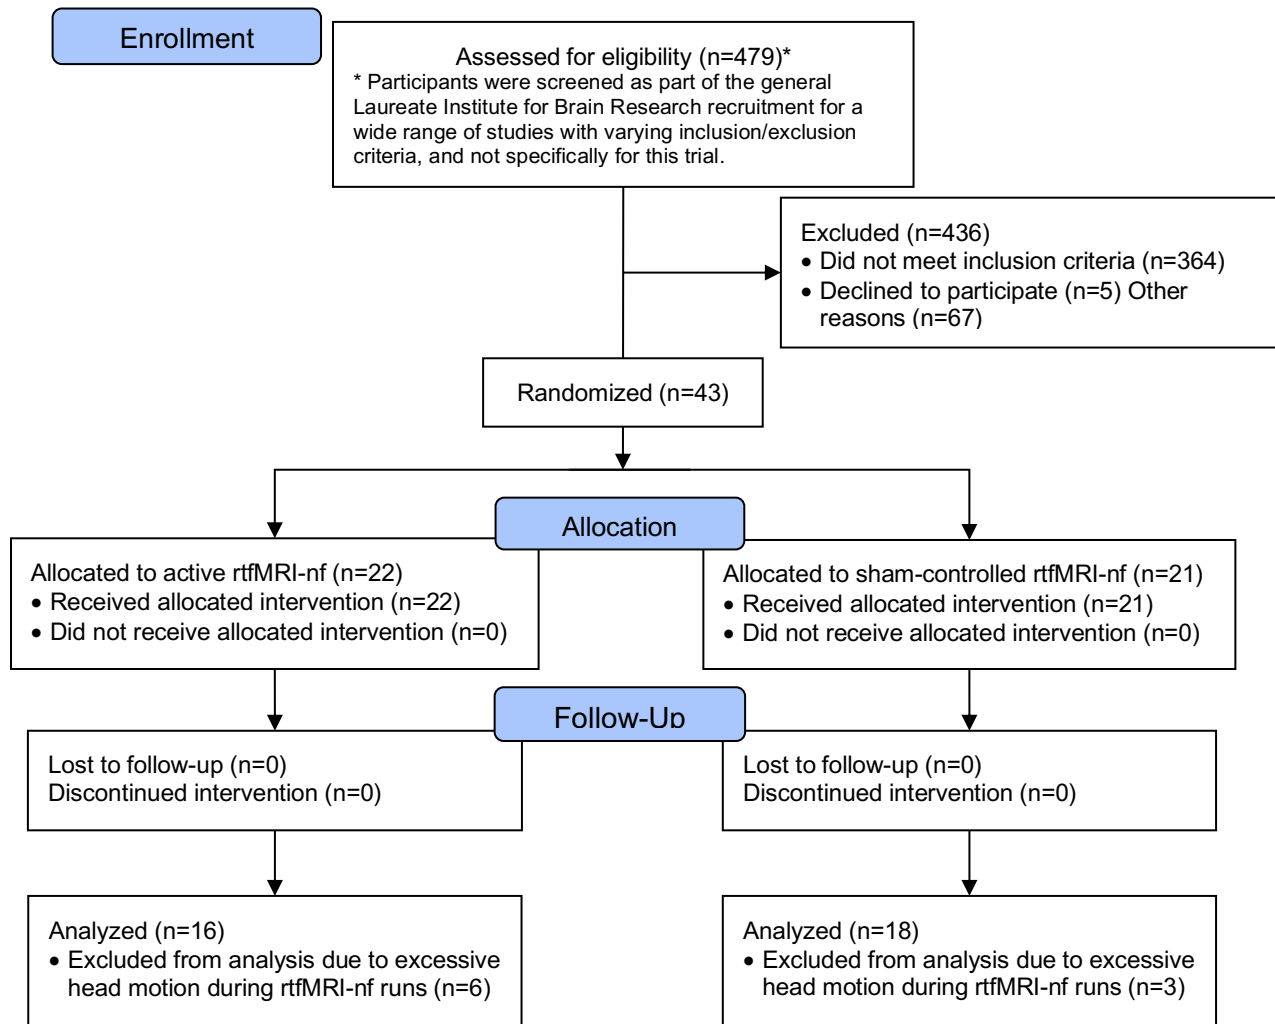 Enrollment
Assessed for eligibility (n=479)*
* Participants were screened as part of the general
Laureate Institute for Brain Research recruitment for a
wide range of studies with varying inclusion/exclusion
criteria, and not specifically for this trial.
Excluded (n=436)
• Did not meet inclusion criteria (n=364)
• Declined to participate (n=5) Other
reasons (n=67)
Randomized (n=43)
Allocation
Allocated to active rtfMRI-nf (n=22)
• Received allocated intervention (n=22)
• Did not receive allocated intervention (n=0)
Allocated to sham-controlled rtfMRI-nf (n=21)
• Received allocated intervention (n=21)
• Did not receive allocated intervention (n=0)
Follow-Up
Lost to follow-up (n=0)
Discontinued intervention (n=0)
Lost to follow-up (n=0)
Discontinued intervention (n=0)
Analyzed (n=16)
• Excluded from analysis due to excessive
head motion during rtfMRI-nf runs (n=6)
Analyzed (n=18)
• Excluded from analysis due to excessive
head motion during rtfMRI-nf runs (n=3)